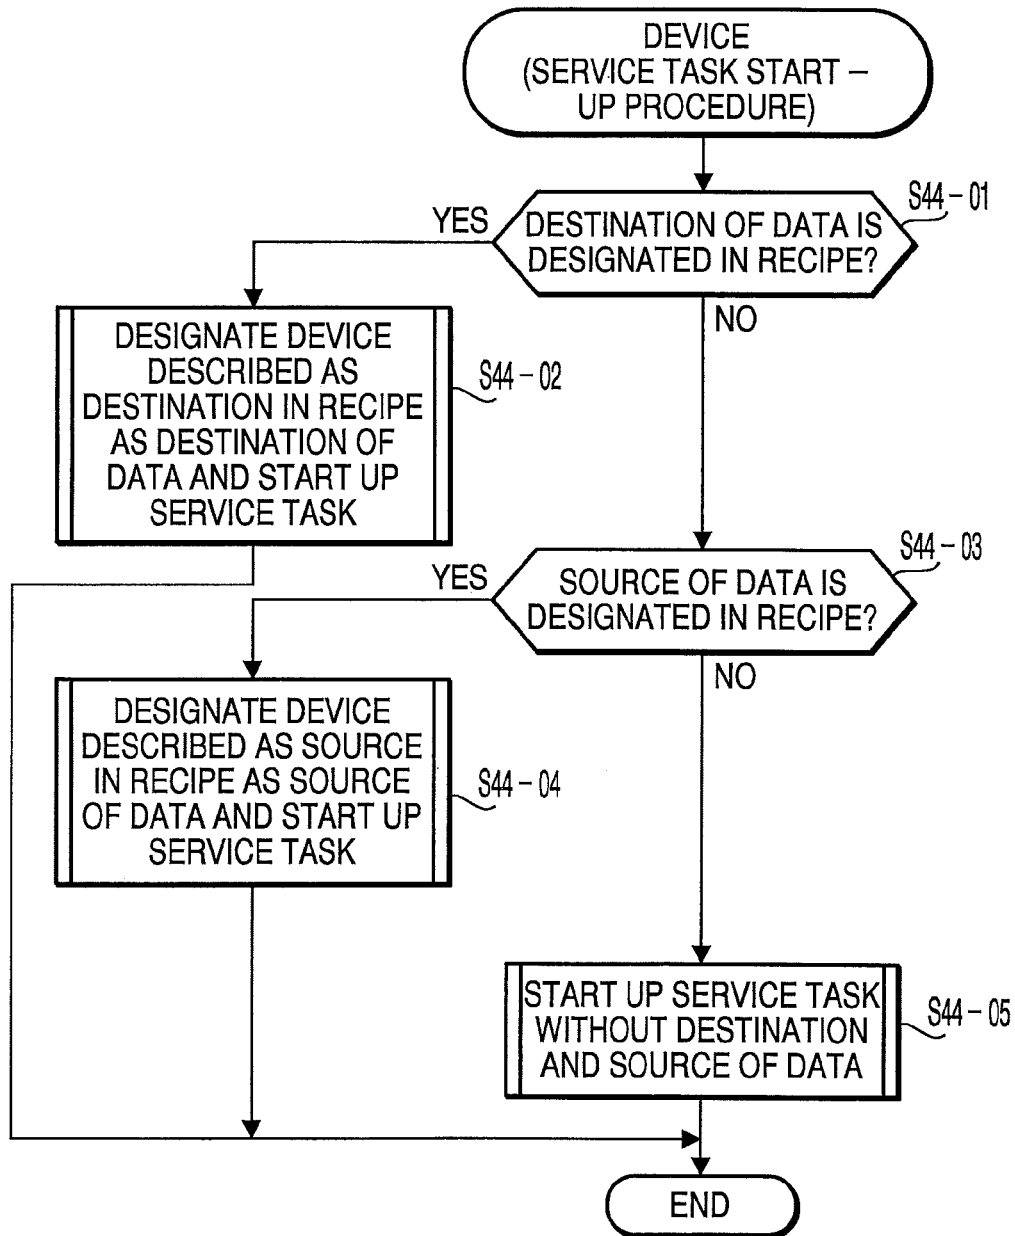 DEVICE
(SERVICE TASK START –
UP PROCEDURE)
S44 – 01
YES
DESTINATION OF DATA IS
DESIGNATED IN RECIPE?
NO
DESIGNATE DEVICE
DESCRIBED AS
DESTINATION IN RECIPE
AS DESTINATION OF
DATA AND START UP
SERVICE TASK
S44 – 02
S44 – 03
YES
SOURCE OF DATA IS
DESIGNATED IN RECIPE?
NO
DESIGNATE DEVICE
DESCRIBED AS SOURCE
IN RECIPE AS SOURCE
OF DATA AND START UP
SERVICE TASK
S44 – 04
START UP SERVICE TASK
WITHOUT DESTINATION
AND SOURCE OF DATA
S44 – 05
END